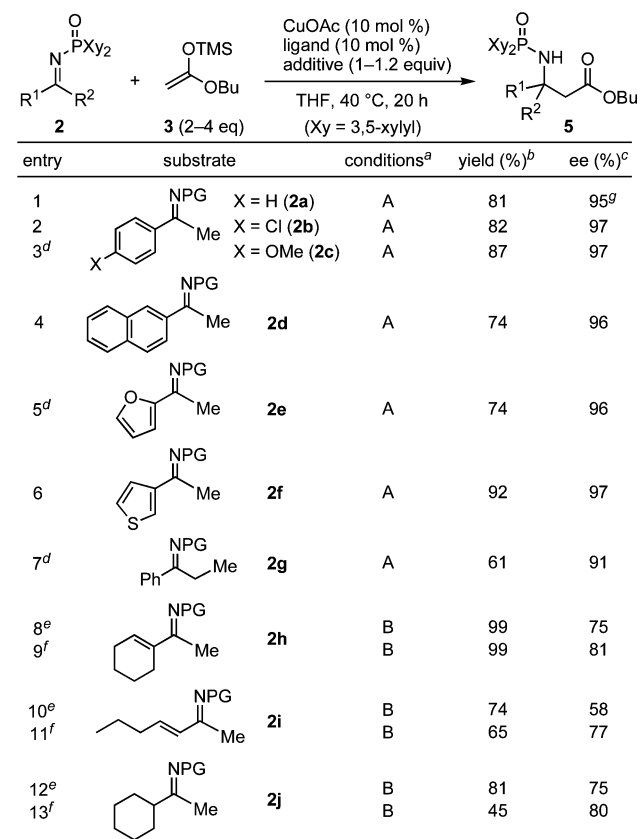 O
N PXy2
R1 R2
2
+
OTMS
OBu
3 (2–4 eq)
CuOAc (10 mol %)
ligand (10 mol %)
additive (1–1.2 equiv)
THF, 40 °C, 20 h
(Xy = 3,5-xylyl)
O
Xy2P NH O
R1 OBu
R2
5
entry substrate conditionsᵃ yield (%)ᵇ ee (%)ᶜ
NPG
1 X = H (2a) A 81 95ᵍ
2 Me X = Cl (2b) A 82 97
3ᵈ X X = OMe (2c) A 87 97
NPG
4 Me 2d A 74 96
NPG
5ᵈ O Me 2e A 74 96
NPG
6 S Me 2f A 92 97
NPG
7ᵈ Ph Me 2g A 61 91
NPG
8ᵉ 2h B 99 75
9ᶠ Me B 99 81
NPG
10ᵉ 2i B 74 58
11ᶠ Me B 65 77
NPG
12ᵉ 2j B 81 75
13ᶠ Me B 45 80